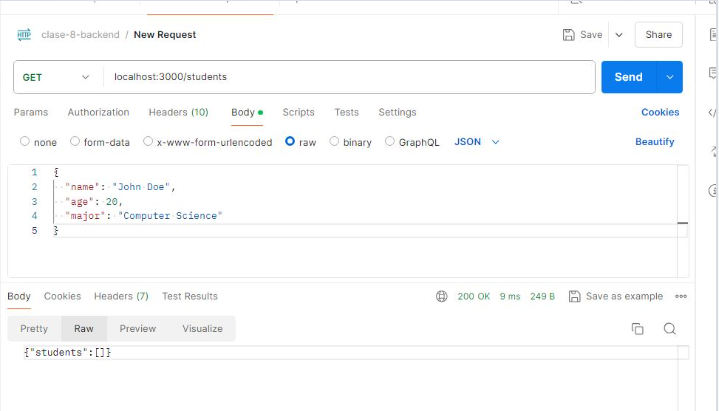 HTTP clase-8-backend / New Request Save Share
GET localhost:3000/students Send
Params Authorization Headers (10) Body Scripts Tests Settings Cookies
none form-data x-www-form-urlencoded raw binary GraphQL JSON Beautify
1 {
2 "name": "John Doe",
3 "age": 20,
4 "major": "Computer Science"
5 }
Body Cookies Headers (7) Test Results 200 OK 9 ms 249 B Save as example
Pretty Raw Preview Visualize
{"students":[]}